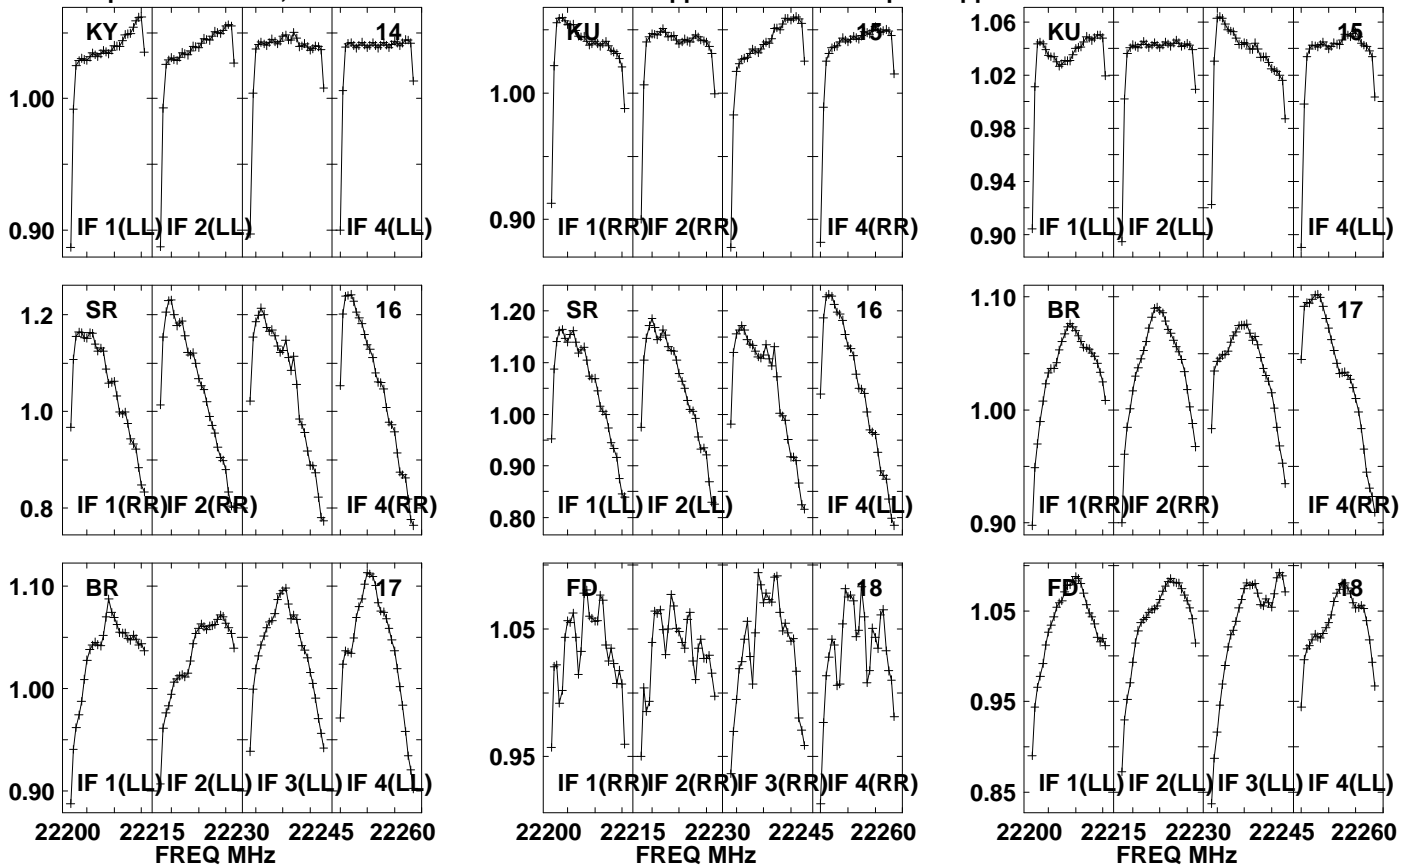 KY 14
1.00
0.90
IF 1(LL) IF 2(LL) IF 4(LL)
KU 15
1.00
0.90
IF 1(RR) IF 2(RR) IF 4(RR)
KU 15
1.06
1.02
0.98
0.94
0.90
IF 1(LL) IF 2(LL) IF 4(LL)
SR 16
1.2
1.0
0.8
IF 1(RR) IF 2(RR) IF 4(RR)
SR 16
1.20
1.10
1.00
0.90
0.80
IF 1(LL) IF 2(LL) IF 4(LL)
BR 17
1.10
1.00
0.90
IF 1(RR) IF 2(RR) IF 4(RR)
BR 17
1.10
1.00
0.90
IF 1(LL) IF 2(LL) IF 3(LL) IF 4(LL)
22200 22215 22230 22245 22260
FREQ MHz
FD 18
1.05
0.95
IF 1(RR) IF 2(RR) IF 3(RR) IF 4(RR)
22200 22215 22230 22245 22260
FREQ MHz
FD 18
1.05
0.95
0.85
IF 1(LL) IF 2(LL) IF 3(LL) IF 4(LL)
22200 22215 22230 22245 22260
FREQ MHz